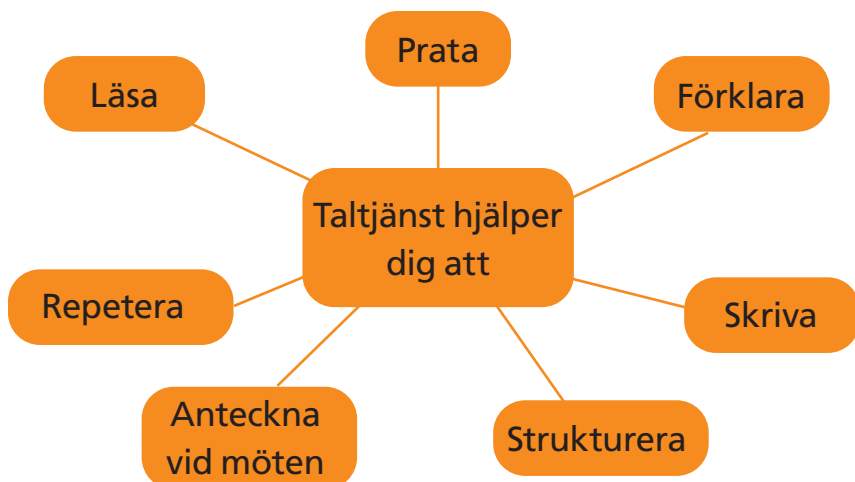 Prata
Läsa
Förklara
Taltjänst hjälper
dig att
Repetera
Skriva
Anteckna
vid möten
Strukturera